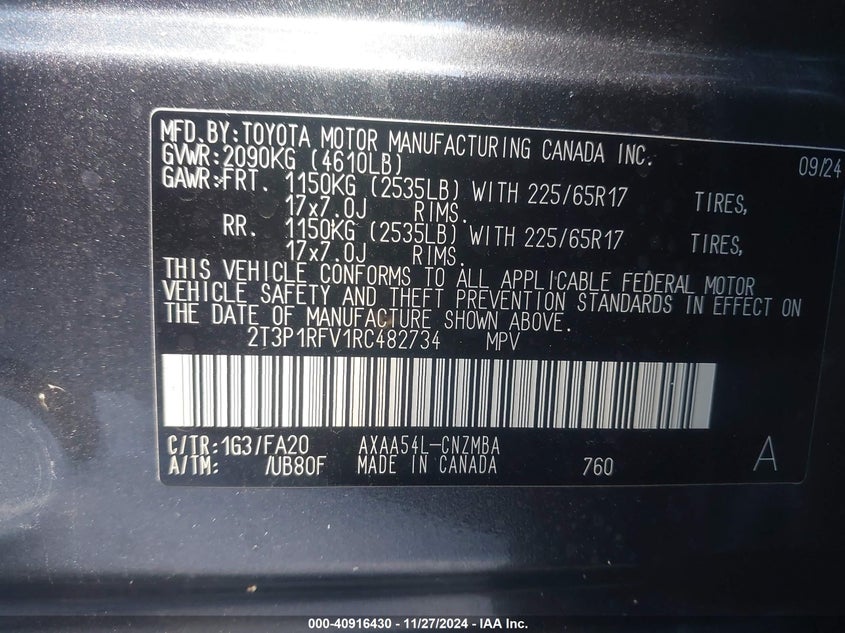 MFD.BY:TOYOTA MOTOR MANUFACTURING CANADA INC.
GVWR:2090KG (4610LB) 09/24
GAWR:FRT. 1150KG (2535LB) WITH 225/65R17 TIRES,
17x7.0J RIMS.
RR. 1150KG (2535LB) WITH 225/65R17 TIRES,
17x7.0J RIMS.
THIS VEHICLE CONFORMS TO ALL APPLICABLE FEDERAL MOTOR
VEHICLE SAFETY AND THEFT PREVENTION STANDARDS IN EFFECT ON
THE DATE OF MANUFACTURE SHOWN ABOVE.
2T3P1RFV1RC482734 MPV
C/TR:1G3/FA20 AXAA54L-CNZMBA
A/TM: /UB80F MADE IN CANADA 760 A
000-40916430 - 11/27/2024 - IAA Inc.